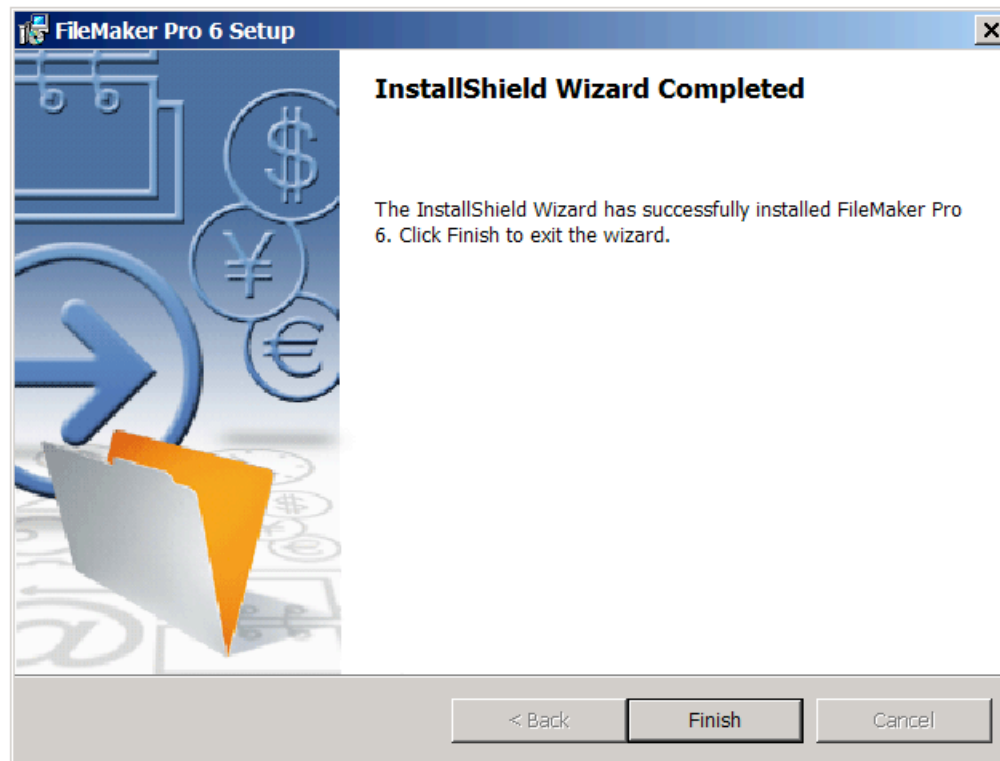 FileMaker Pro 6 Setup
InstallShield Wizard Completed
The InstallShield Wizard has successfully installed FileMaker Pro
6. Click Finish to exit the wizard.
< Back
Finish
Cancel